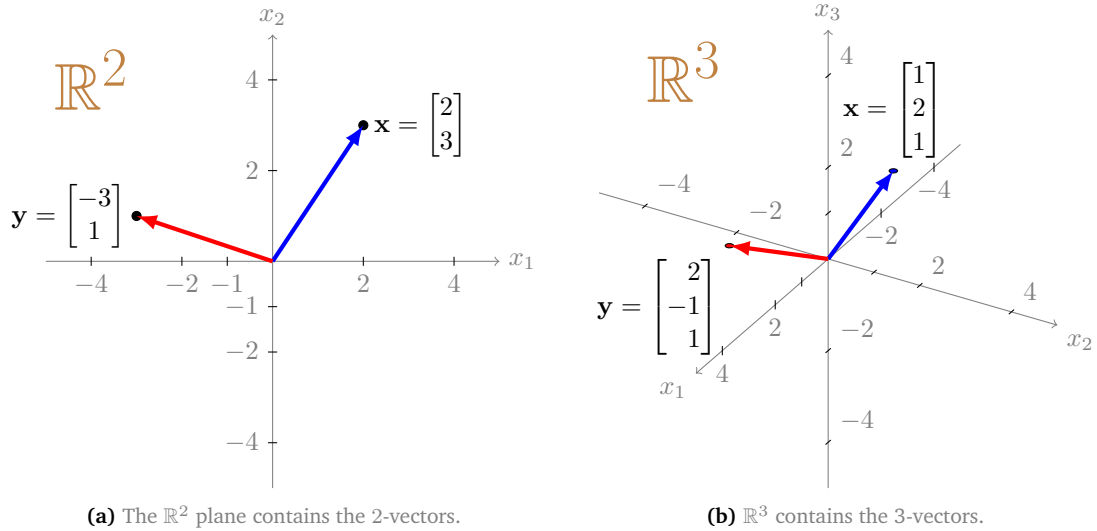 x₂
ℝ²
4
x = [2 3]
2
y = [−3 1]
−4 −2 −1 2 4 x₁
−1
−2
−4
(a) The ℝ² plane contains the 2-vectors.
x₃
ℝ³
4
x = [1 2 1]
2
−4 −2 −4
−2
2 4 x₂
y = [2 −1 1]
2 −2
x₁ 4
−4
(b) ℝ³ contains the 3-vectors.